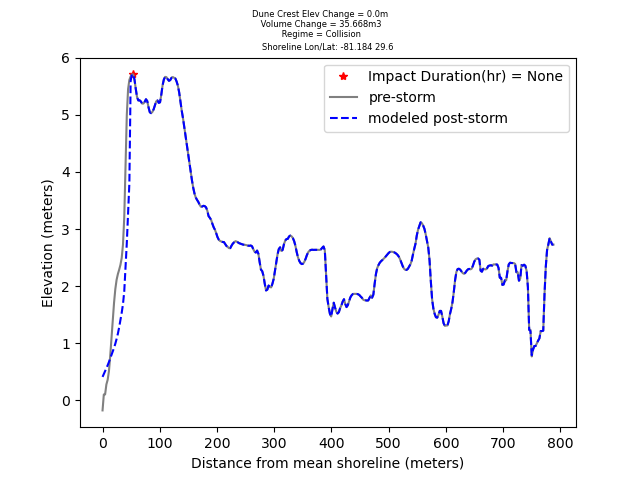 Dune Crest Elev Change = 0.0m
Volume Change = 35.668m3
Regime = Collision
Shoreline Lon/Lat: -81.184 29.6
Impact Duration(hr) = None
pre-storm
modeled post-storm
Elevation (meters)
6
5
4
3
2
1
0
0 100 200 300 400 500 600 700 800
Distance from mean shoreline (meters)